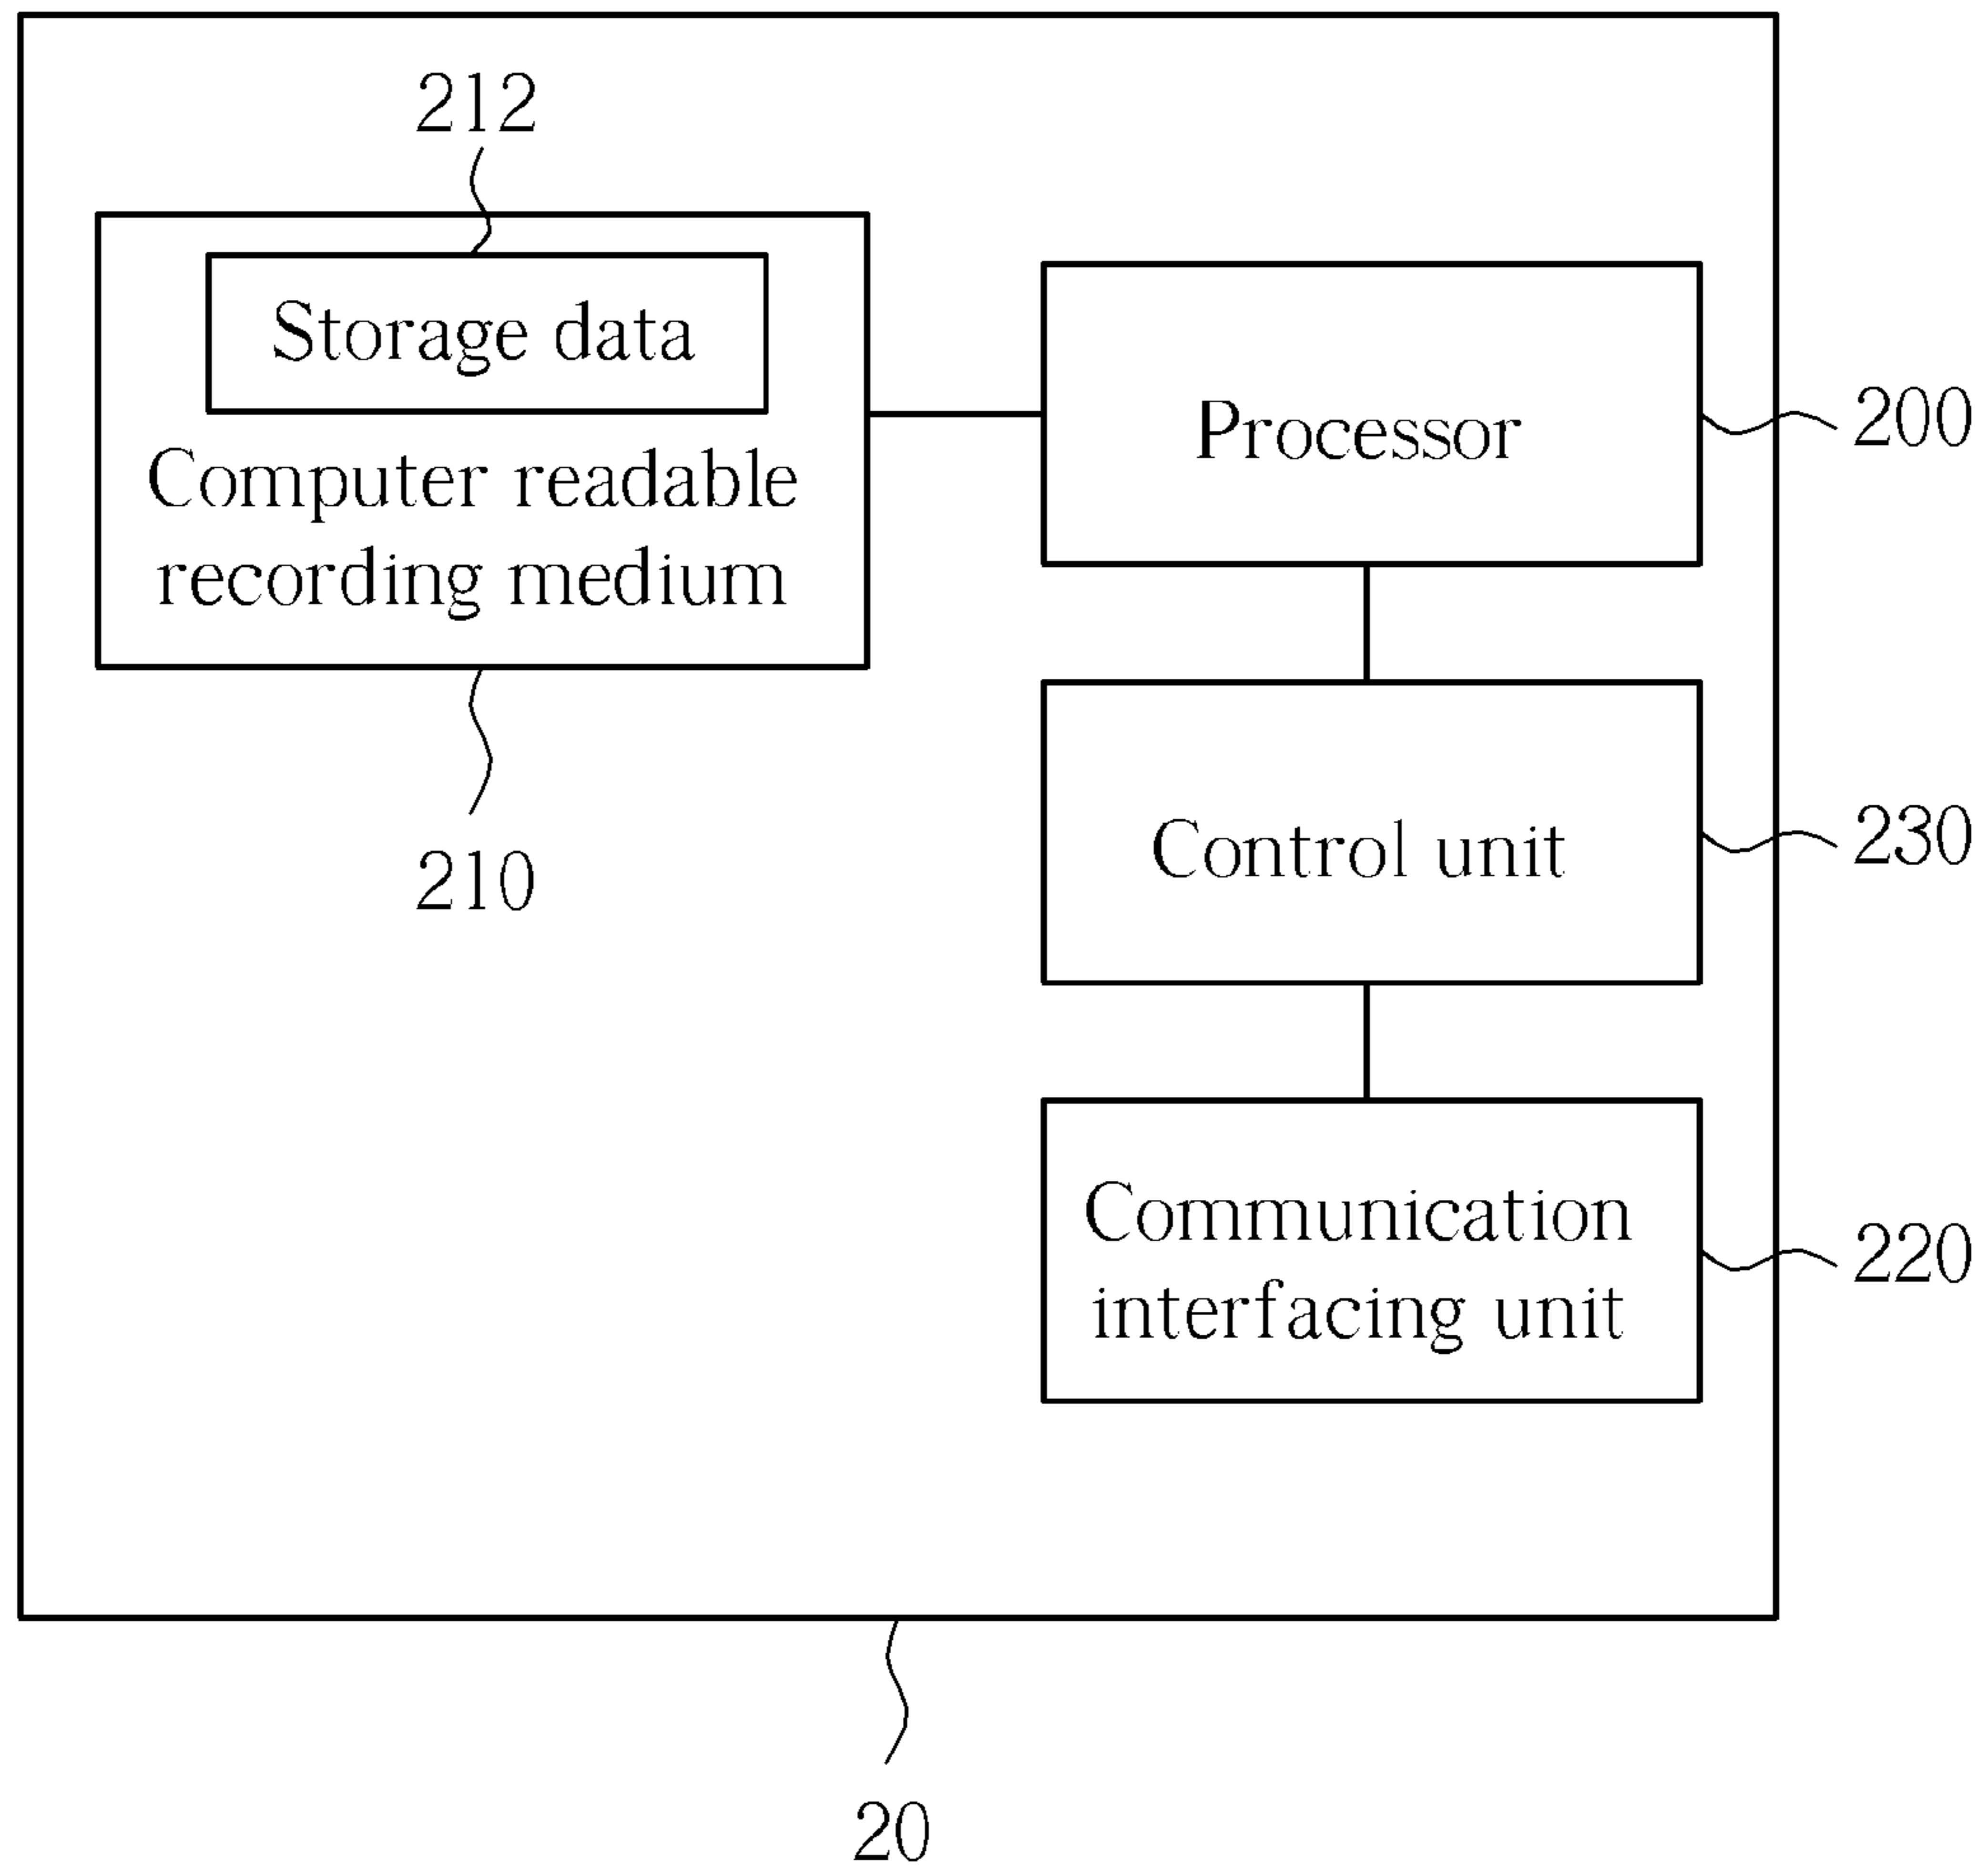 212
Storage data
Computer readable
recording medium
210
Processor
200
Control unit
230
Communication
interfacing unit
220
20